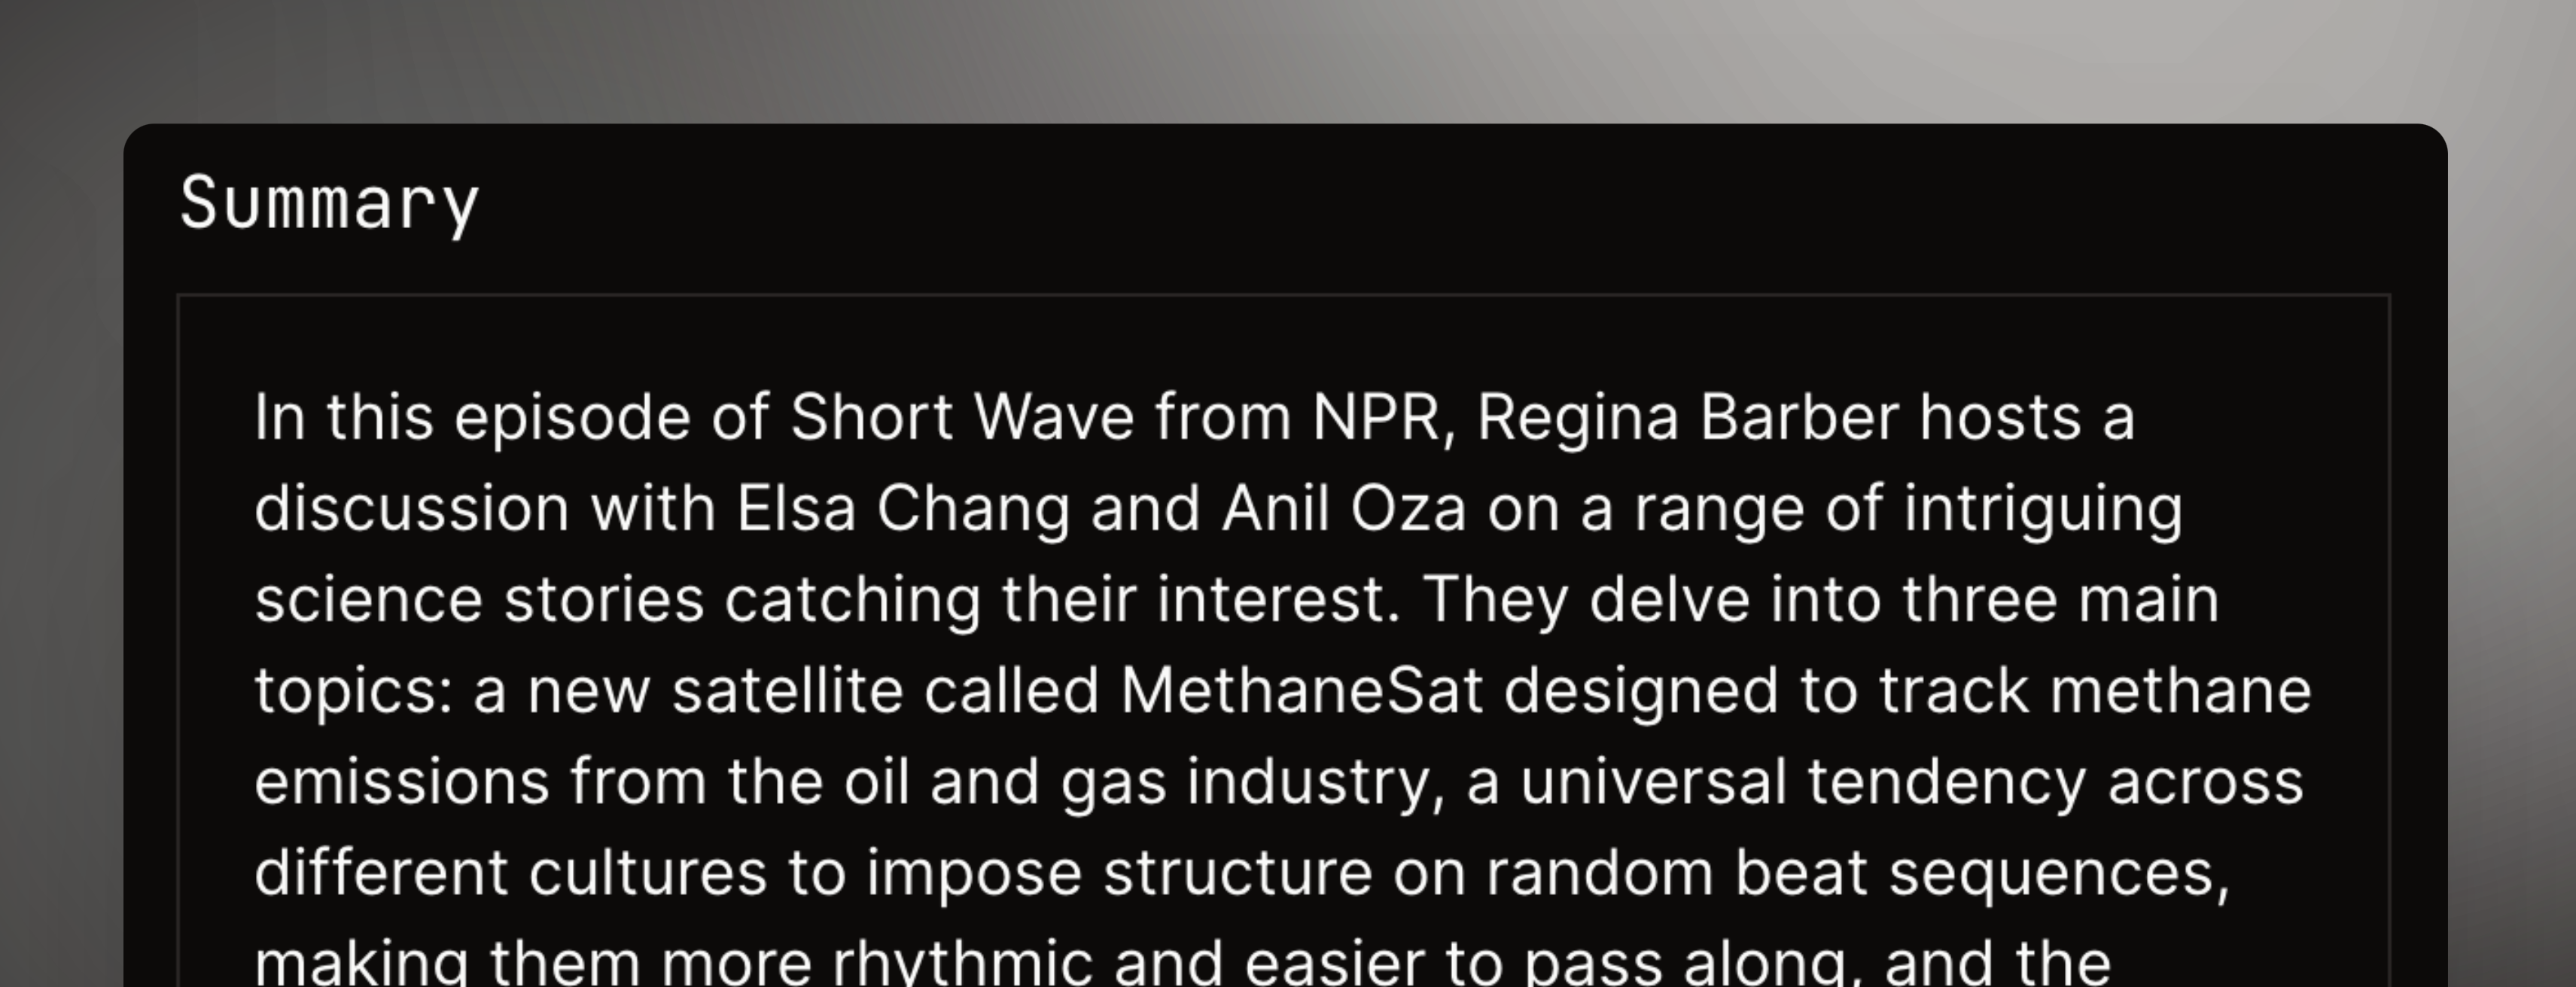 Summary
In this episode of Short Wave from NPR, Regina Barber hosts a
discussion with Elsa Chang and Anil Oza on a range of intriguing
science stories catching their interest. They delve into three main
topics: a new satellite called MethaneSat designed to track methane
emissions from the oil and gas industry, a universal tendency across
different cultures to impose structure on random beat sequences,
making them more rhythmic and easier to pass along, and the